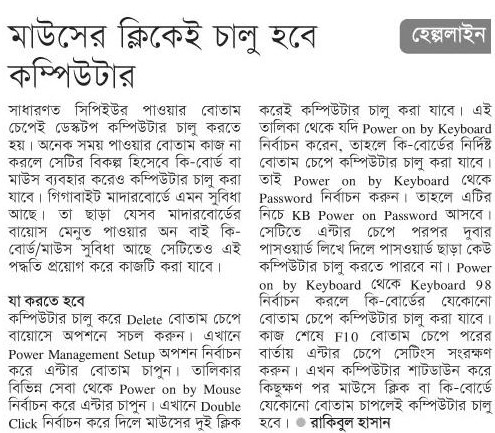 মাউসের ক্লিকেই চালু হবে
কম্পিউটার
হেল্পলাইন
সাধারণত সিপিইউর পাওয়ার বোতাম
চেপেই ডেস্কটপ কম্পিউটার চালু করতে
হয়। অনেক সময় পাওয়ার বোতাম কাজ না
করলে সেটির বিকল্প হিসেবে কি-বোর্ড বা
মাউস ব্যবহার করেও কম্পিউটার চালু করা
যাবে। গিগাবাইট মাদারবোর্ডে এমন সুবিধা
আছে। তা ছাড়া যেসব মাদারবোর্ডের
বায়োস মেনুত পাওয়ার অন বাই কি-
বোর্ড/মাউস সুবিধা আছে সেটিতেও এই
পদ্ধতি প্রয়োগ করে কাজটি করা যাবে।
যা করতে হবে
কম্পিউটার চালু করে Delete বোতাম চেপে
বায়োসে অপশনে সচল করুন। এখানে
Power Management Setup অপশন নির্বাচন
করে এন্টার বোতাম চাপুন। তালিকার
বিভিন্ন সেবা থেকে Power on by Mouse
নির্বাচন করে এন্টার চাপুন। এখানে Double
Click নির্বাচন করে দিলে মাউসের দুই ক্লিক
করেই কম্পিউটার চালু করা যাবে। এই
তালিকা থেকে যদি Power on by Keyboard
নির্বাচন করেন, তাহলে কি-বোর্ডের নির্দিষ্ট
বোতাম চেপে কম্পিউটার চালু করা যাবে।
তাই Power on by Keyboard থেকে
Password নির্বাচন করুন। তাহলে এটির
নিচে KB Power on Password আসবে।
সেটিতে এন্টার চেপে পরপর দুবার
পাসওয়ার্ড লিখে দিলে পাসওয়ার্ড ছাড়া কেউ
কম্পিউটার চালু করতে পারবে না। Power
on by Keyboard থেকে Keyboard 98
নির্বাচন করলে কি-বোর্ডের যেকোনো
বোতাম চেপে কম্পিউটার চালু করা যাবে।
কাজ শেষে F10 বোতাম চেপে পরের
বার্তায় এন্টার চেপে সেটিংস সংরক্ষণ
করুন। এখন কম্পিউটার শাটডাউন করে
কিছুক্ষণ পর মাউসে ক্লিক বা কি-বোর্ডে
যেকোনো বোতাম চাপলেই কম্পিউটার চালু
হবে। ● রাকিবুল হাসান